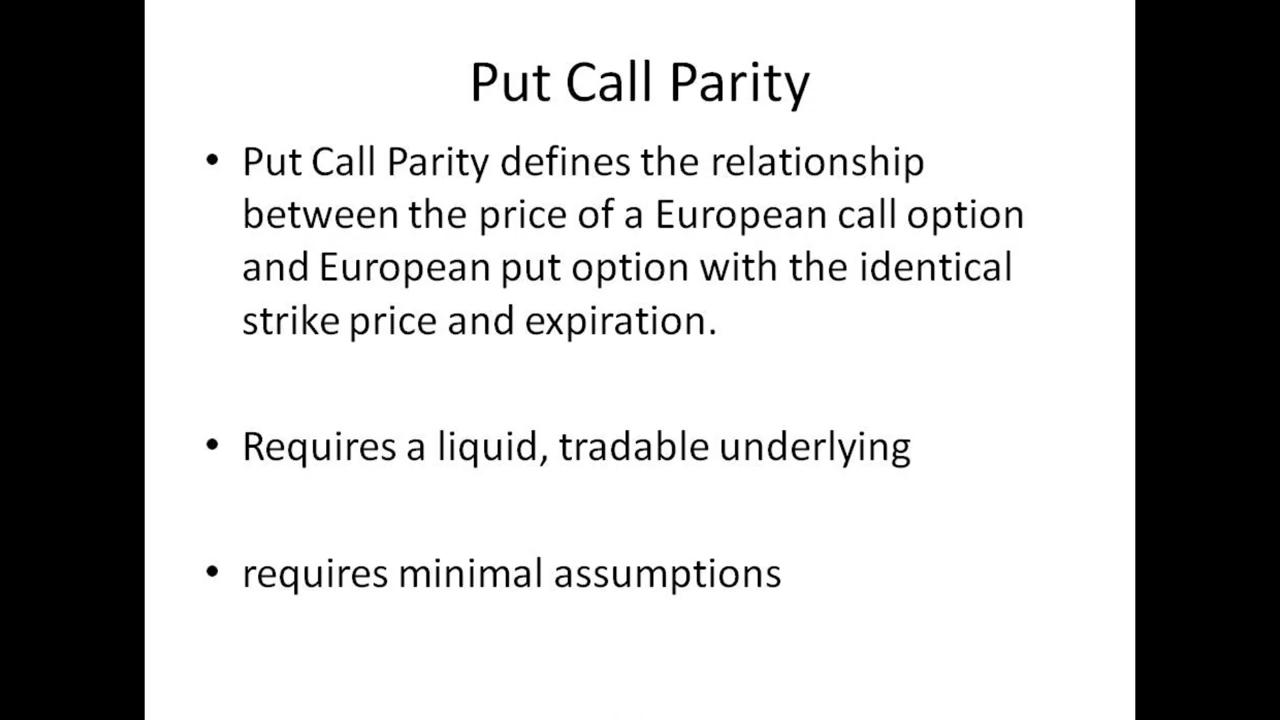 Put Call Parity
• Put Call Parity defines the relationship
between the price of a European call option
and European put option with the identical
strike price and expiration.
• Requires a liquid, tradable underlying
• requires minimal assumptions